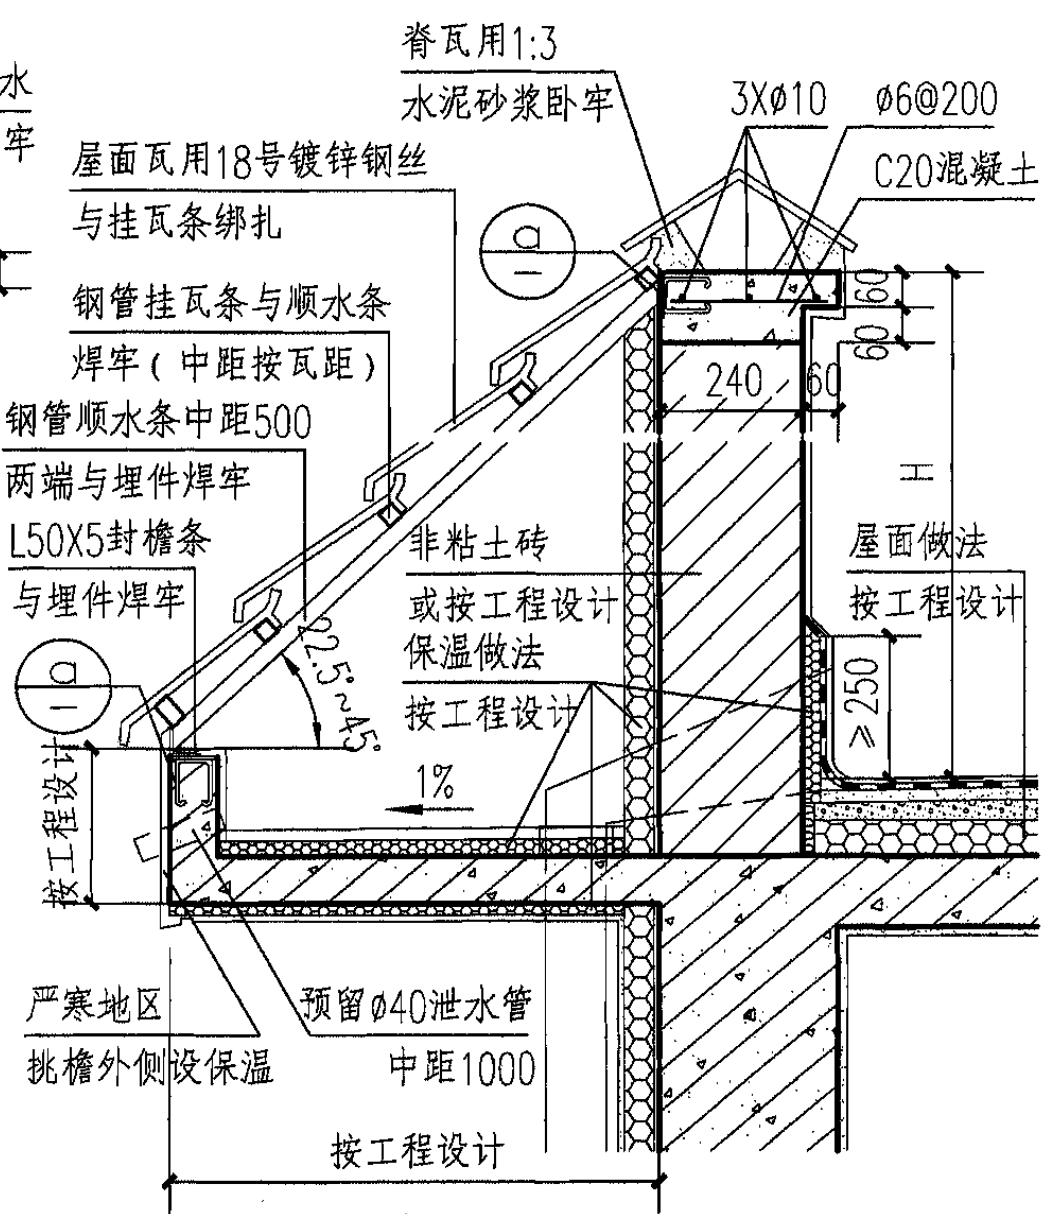 脊瓦用1:3
水泥砂浆卧牢
3Xø10
ø6@200
C20混凝土
水
牢
屋面瓦用18号镀锌钢丝
与挂瓦条绑扎
a
1
钢管挂瓦条与顺水条
焊牢(中距按瓦距)
60
60
240
60
钢管顺水条中距500
两端与埋件焊牢
H
L50X5封檐条
与埋件焊牢
非粘土砖
或按工程设计
屋面做法
按工程设计
保温做法
按工程设计
22.5°~45°
≥250
a
1
1%
按工程设计
严寒地区
挑檐外侧设保温
预留ø40泄水管
中距1000
按工程设计